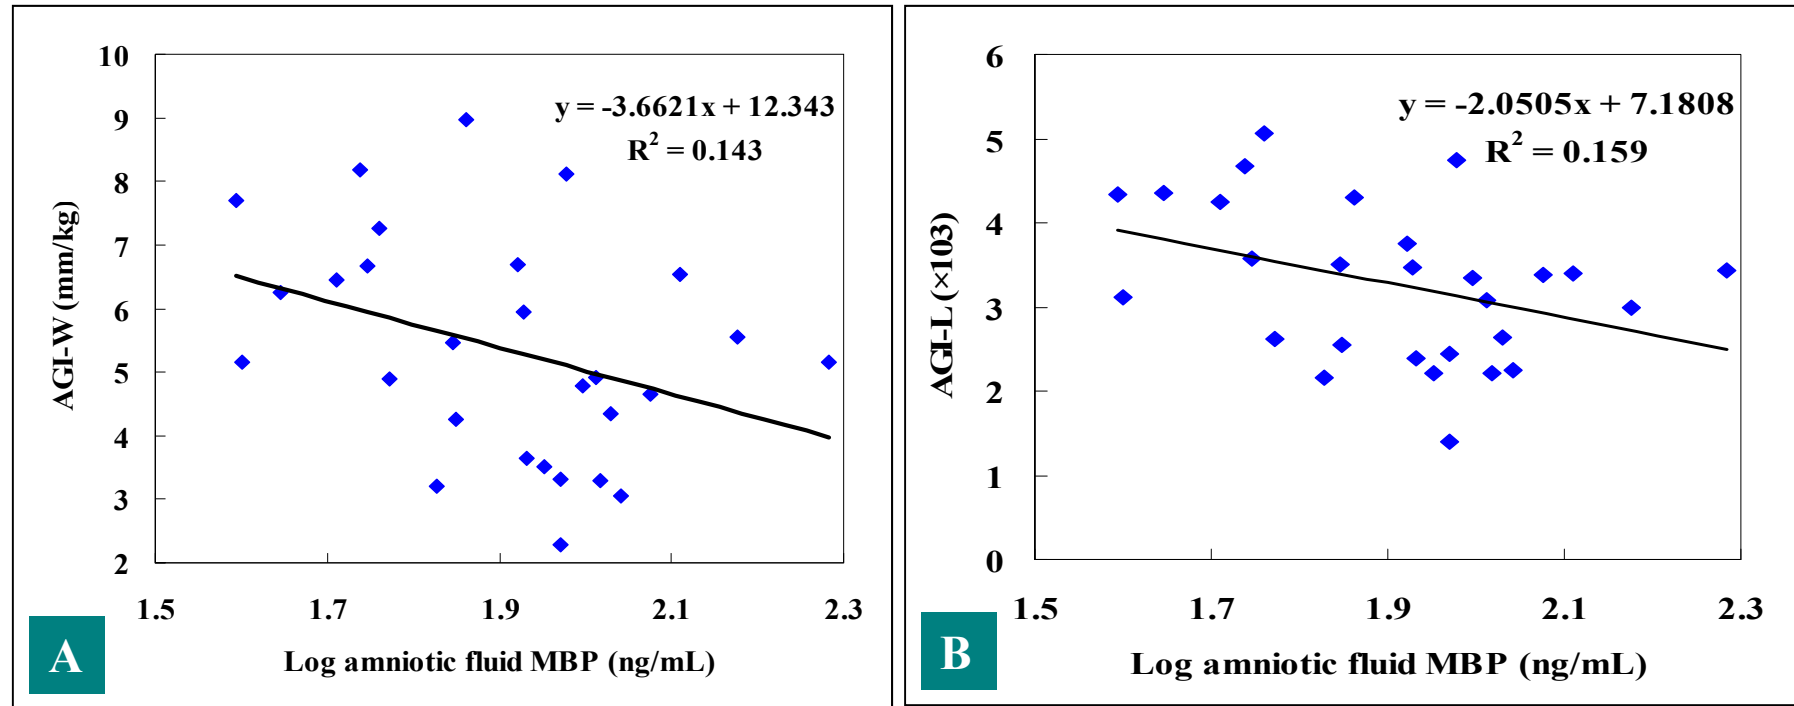 10
9
8
7
6
5
4
3
2
AGI-W (mm/kg)
y = -3.6621x + 12.343
R² = 0.143
1.5 1.7 1.9 2.1 2.3
Log amniotic fluid MBP (ng/mL)
A
6
5
4
3
2
1
0
AGI-L (×103)
y = -2.0505x + 7.1808
R² = 0.159
1.5 1.7 1.9 2.1 2.3
Log amniotic fluid MBP (ng/mL)
B